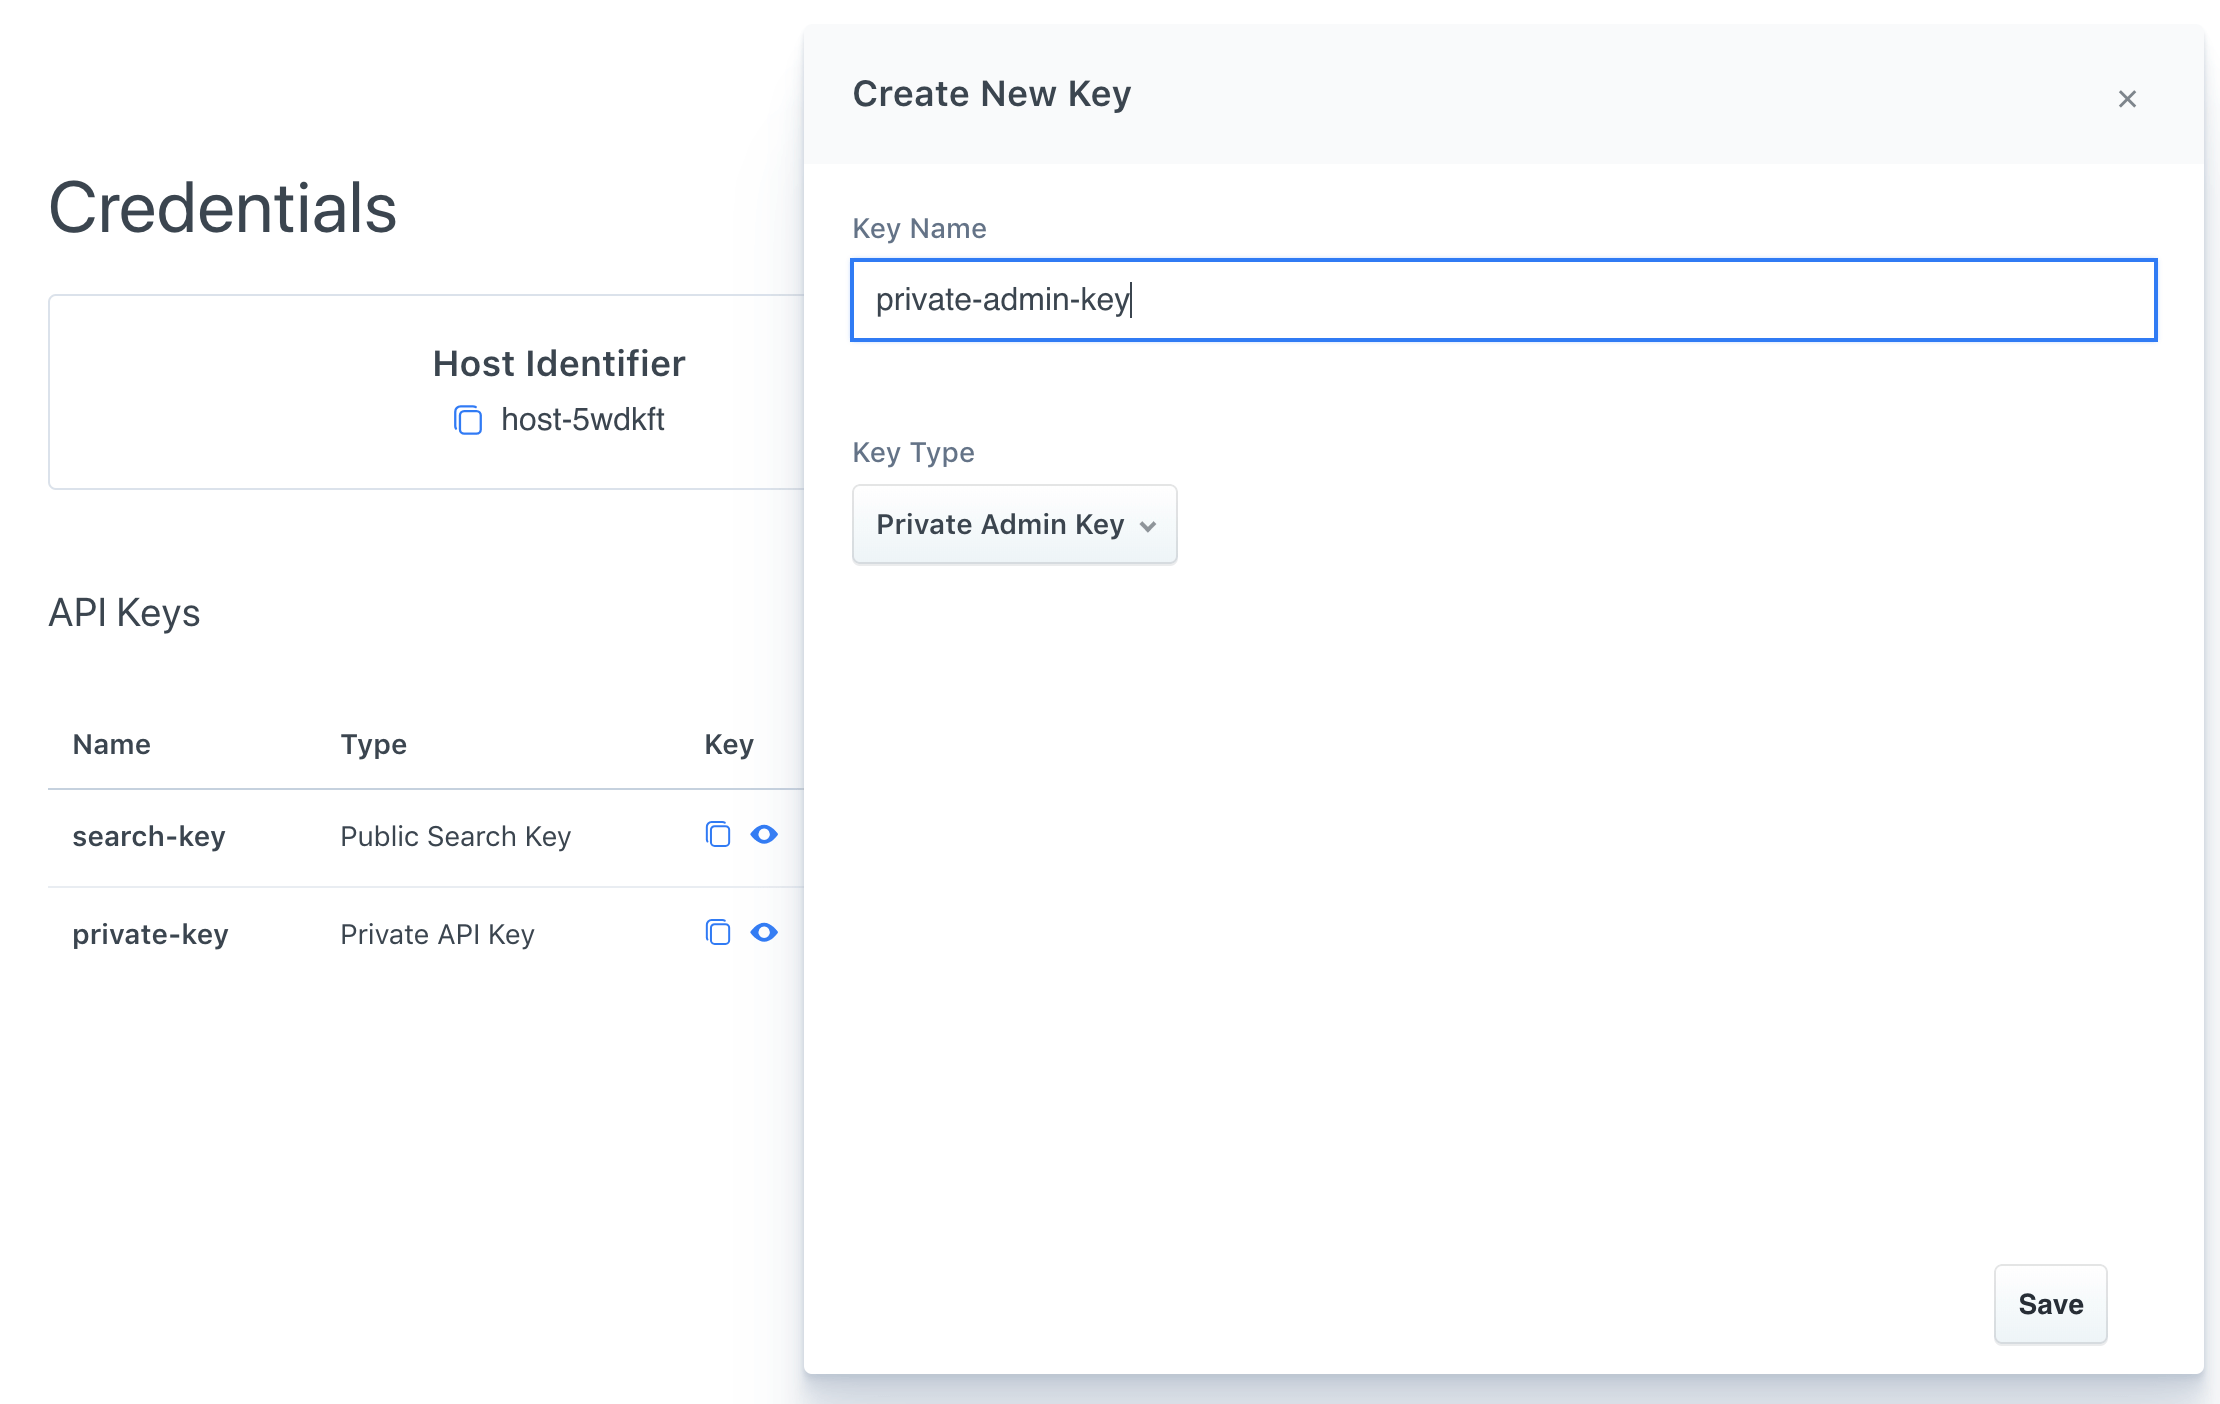 Credentials
Host Identifier
host-5wdkft
API Keys
Name Type Key
search-key Public Search Key
private-key Private API Key
Create New Key
Key Name
private-admin-key
Key Type
Private Admin Key
Save